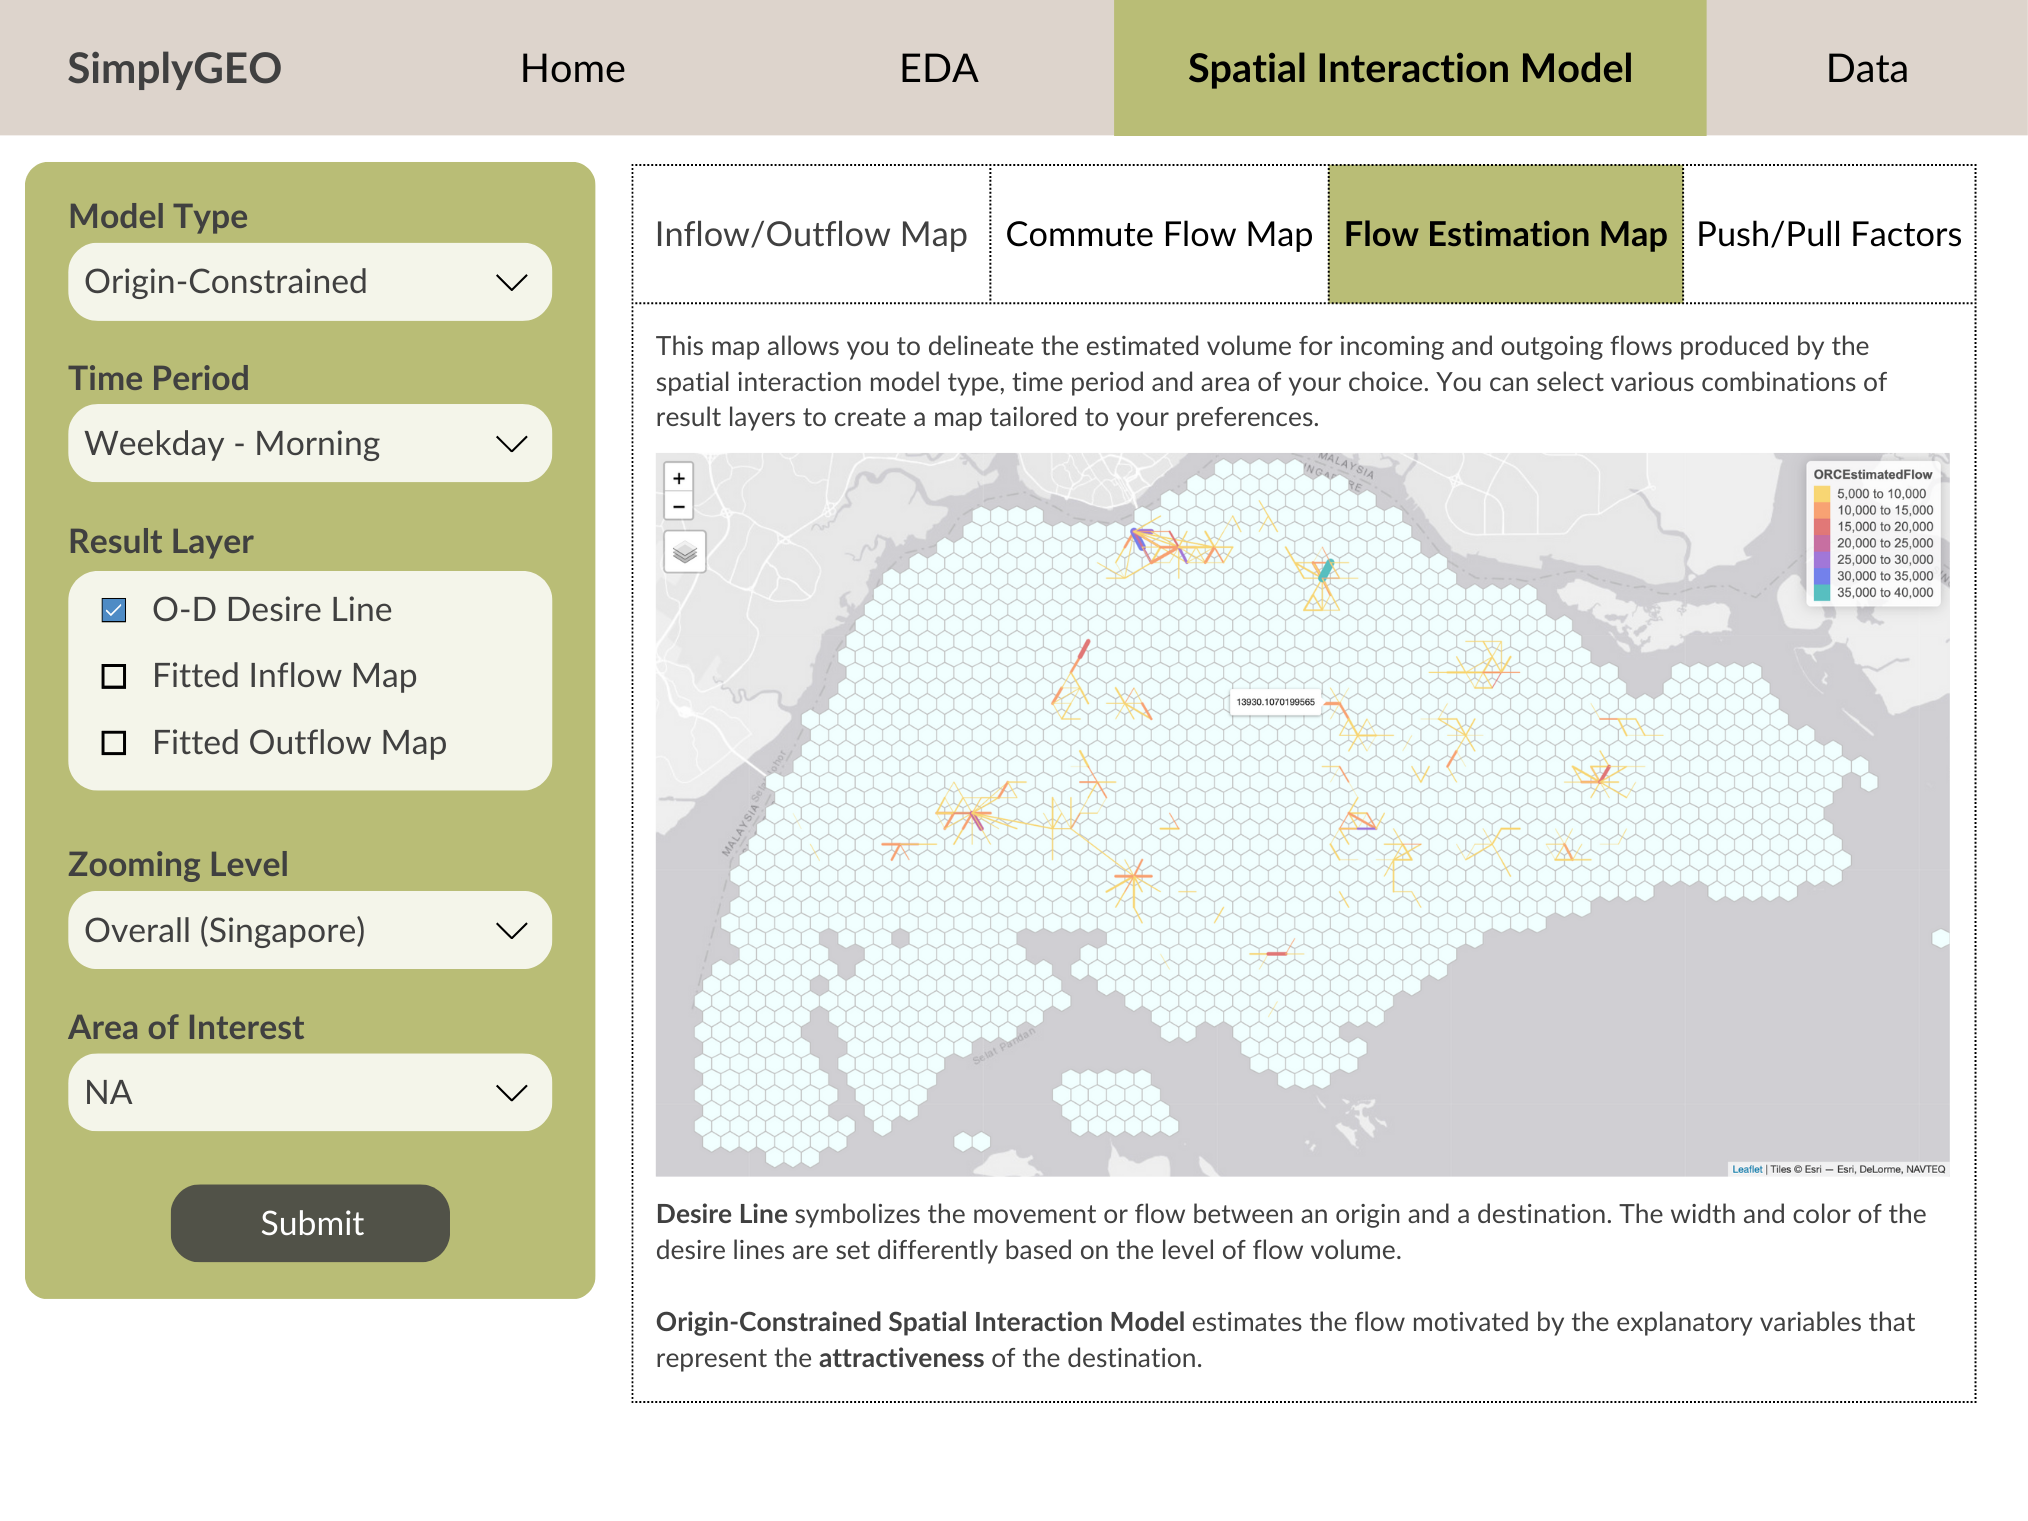 SimplyGEO
Home
EDA
Spatial Interaction Model
Data
Model Type
Origin-Constrained
Time Period
Weekday - Morning
Result Layer
O-D Desire Line
Fitted Inflow Map
Fitted Outflow Map
Zooming Level
Overall (Singapore)
Area of Interest
NA
Submit
Inflow/Outflow Map
Commute Flow Map
Flow Estimation Map
Push/Pull Factors
This map allows you to delineate the estimated volume for incoming and outgoing flows produced by the
spatial interaction model type, time period and area of your choice. You can select various combinations of
result layers to create a map tailored to your preferences.
+
−
MALAYSIA
ORCEstimatedFlow
5,000 to 10,000
10,000 to 15,000
15,000 to 20,000
20,000 to 25,000
25,000 to 30,000
30,000 to 35,000
35,000 to 40,000
13930.1070199565
MALAYSIA
Selat Pandan
Leaflet | Tiles © Esri — Esri, DeLorme, NAVTEQ
Desire Line symbolizes the movement or flow between an origin and a destination. The width and color of the
desire lines are set differently based on the level of flow volume.
Origin-Constrained Spatial Interaction Model estimates the flow motivated by the explanatory variables that
represent the attractiveness of the destination.